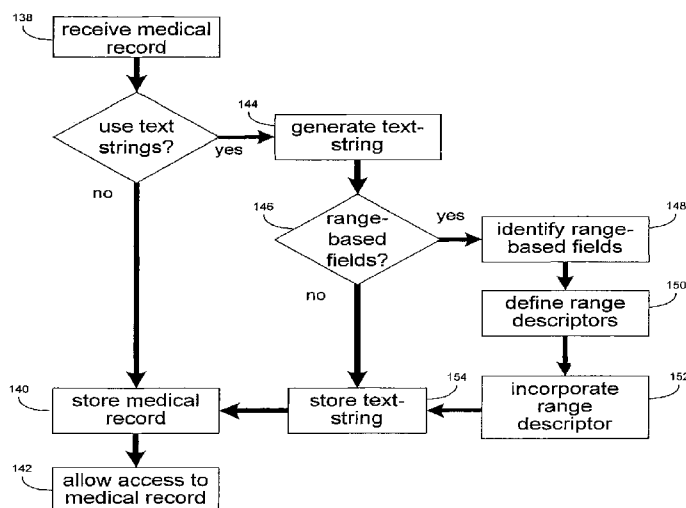 138
receive medical
record
use text
strings?
yes
no
144
generate text-
string
146
range-
based
fields?
yes
no
148
identify range-
based fields
150
define range
descriptors
152
incorporate
range
descriptor
154
store text-
string
140
store medical
record
142
allow access to
medical record